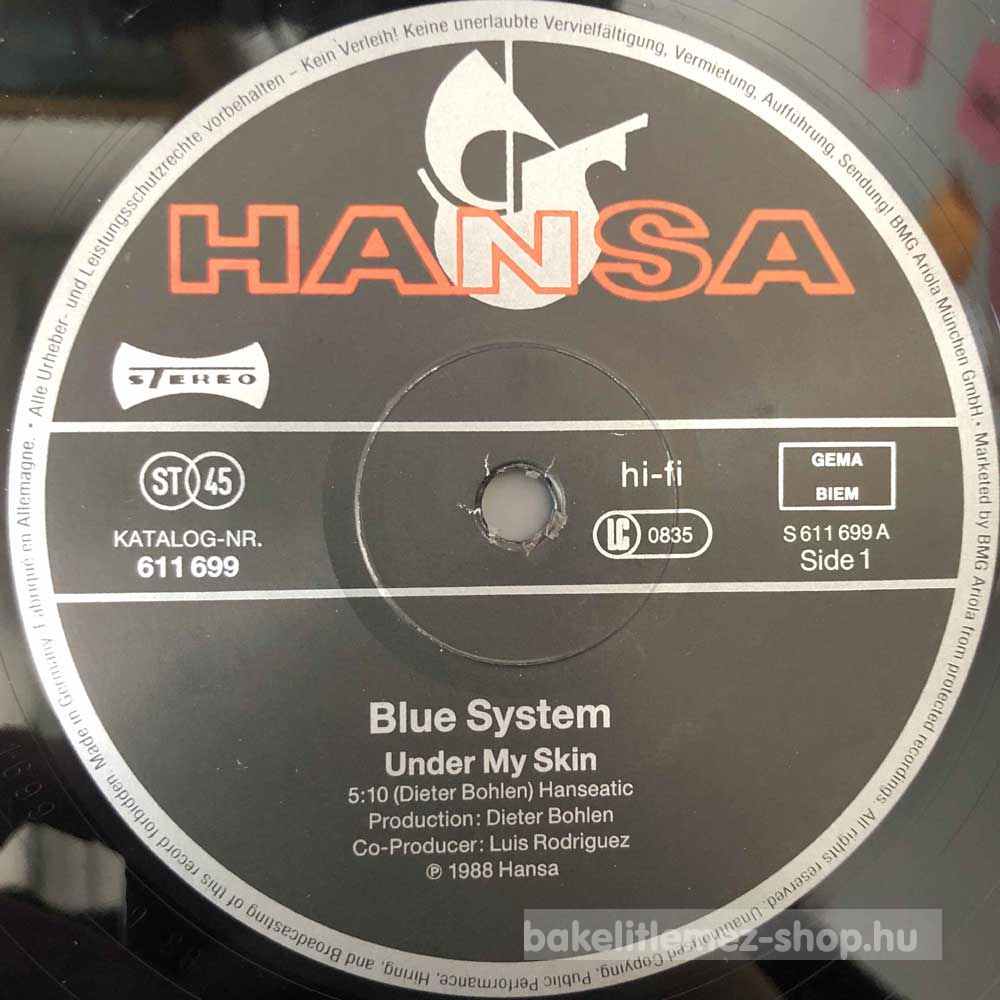 Alle Urheber- und Leistungsschutzrechte vorbehalten – Kein Verleih! Keine unerlaubte Vervielfältigung, Vermietung, Aufführung, Sendung! BMG Ariola München GmbH • Marketed by BMG Ariola from protected recordings. All rights reserved. Unauthorized Copying, Public Performance, Hiring, and Broadcasting of this record forbidden. Made in Germany. Fabriqué en Allemagne. •
HANSA
STEREO
ST 45
hi-fi
GEMA
BIEM
KATALOG-NR.
611 699
LC 0835
S 611 699 A
Side 1
Blue System
Under My Skin
5:10 (Dieter Bohlen) Hanseatic
Production: Dieter Bohlen
Co-Producer: Luis Rodriguez
℗ 1988 Hansa
bakelitlemez-shop.hu